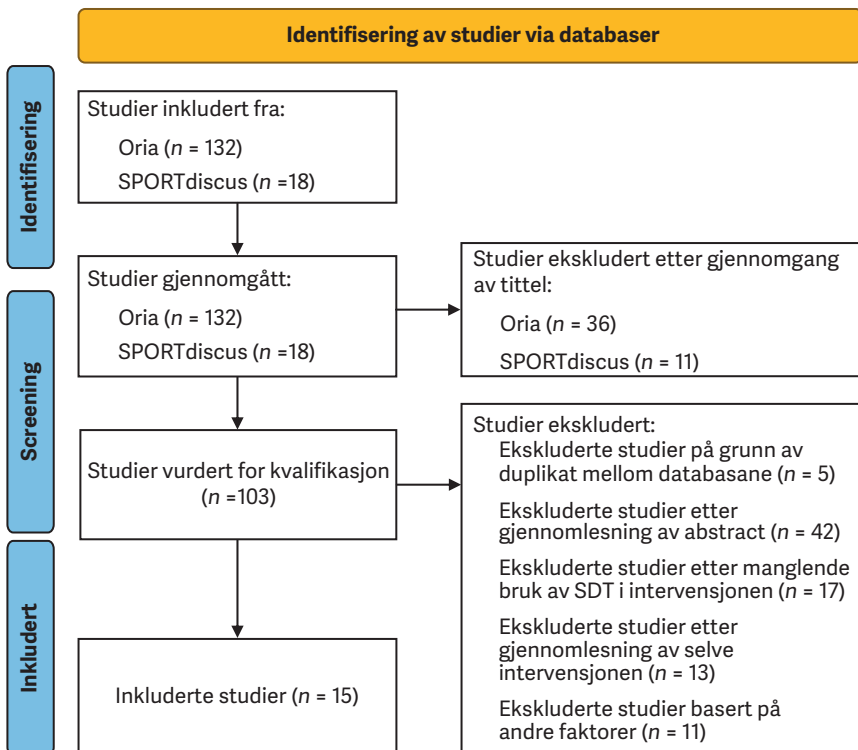 Identifisering av studier via databaser
Identifisering
Studier inkludert fra:
Oria (n = 132)
SPORTdiscus (n =18)
Screening
Studier gjennomgått:
Oria (n = 132)
SPORTdiscus (n =18)
Studier ekskludert etter gjennomgang
av tittel:
Oria (n = 36)
SPORTdiscus (n = 11)
Studier vurdert for kvalifikasjon
(n =103)
Studier ekskludert:
Ekskluderte studier på grunn av
duplikat mellom databasane (n = 5)
Ekskluderte studier etter
gjennomlesning av abstract (n = 42)
Ekskluderte studier etter manglende
bruk av SDT i intervensjonen (n = 17)
Ekskluderte studier etter
gjennomlesning av selve
intervensjonen (n = 13)
Ekskluderte studier basert på
andre faktorer (n = 11)
Inkludert
Inkluderte studier (n = 15)